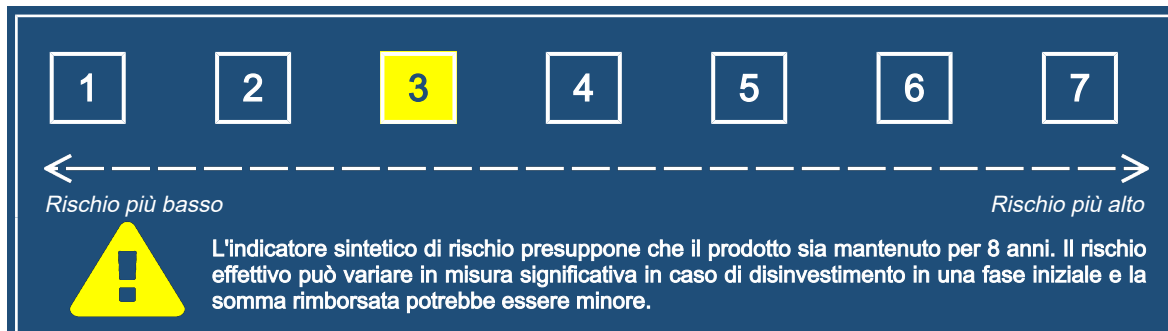 1 2 3 4 5 6 7
Rischio più basso Rischio più alto
!
L'indicatore sintetico di rischio presuppone che il prodotto sia mantenuto per 8 anni. Il rischio
effettivo può variare in misura significativa in caso di disinvestimento in una fase iniziale e la
somma rimborsata potrebbe essere minore.